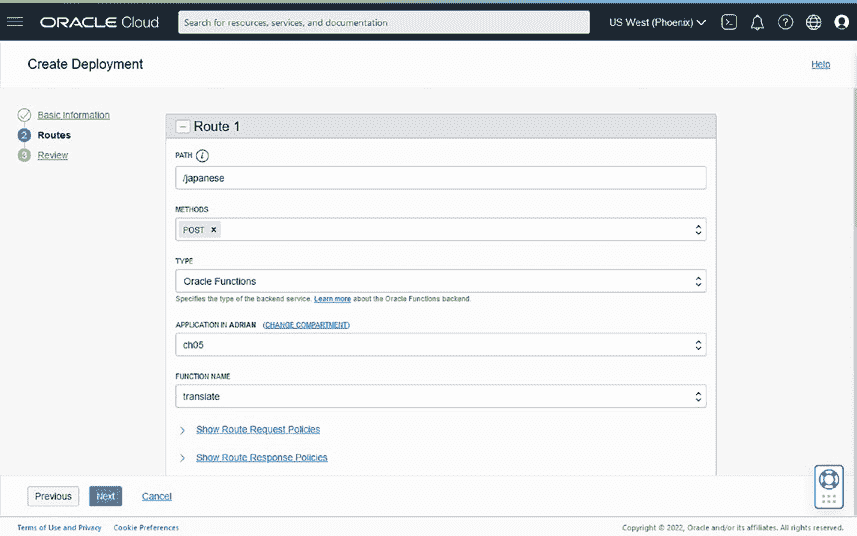 ORACLE Cloud
Search for resources, services, and documentation
US West (Phoenix)
Create Deployment
Help
Basic Information
2 Routes
3 Review
Route 1
PATH i
/japanese
METHODS
POST ×
TYPE
Oracle Functions
Specifies the type of the backend service. Learn more about the Oracle Functions backend.
APPLICATION IN ADRIAN (CHANGE COMPARTMENT)
ch05
FUNCTION NAME
translate
Show Route Request Policies
Show Route Response Policies
Previous
Next
Cancel
Terms of Use and Privacy
Cookie Preferences
Copyright © 2022, Oracle and/or its affiliates. All rights reserved.